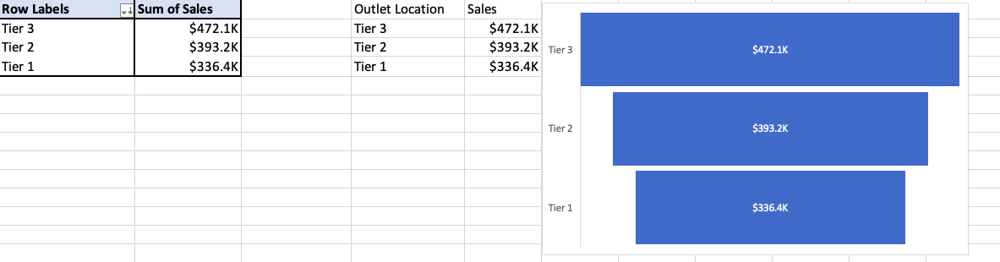 Row Labels Sum of Sales
Tier 3 $472.1K
Tier 2 $393.2K
Tier 1 $336.4K
Outlet Location Sales
Tier 3 $472.1K
Tier 2 $393.2K
Tier 1 $336.4K
Tier 3 $472.1K
Tier 2 $393.2K
Tier 1 $336.4K